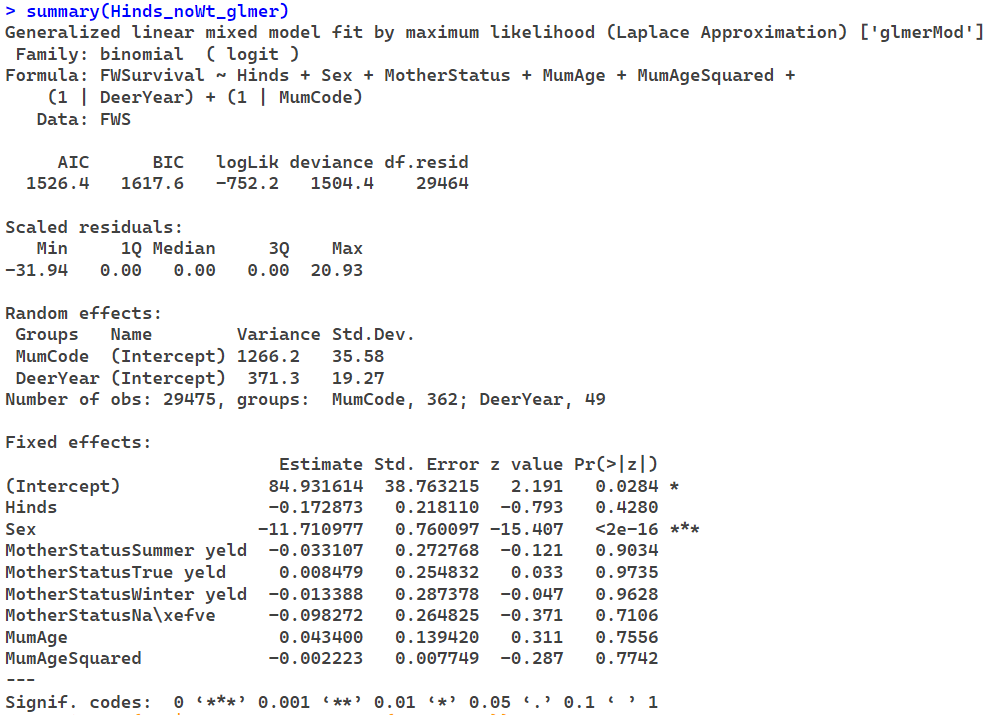 > summary(Hinds_noWt_glmer)
Generalized linear mixed model fit by maximum likelihood (Laplace Approximation) ['glmerMod']
 Family: binomial  ( logit )
Formula: FWSurvival ~ Hinds + Sex + MotherStatus + MumAge + MumAgeSquared +
    (1 | DeerYear) + (1 | MumCode)
   Data: FWS
     AIC      BIC   logLik deviance df.resid
  1526.4   1617.6   -752.2   1504.4    29464
Scaled residuals:
   Min     1Q Median     3Q    Max
-31.94   0.00   0.00   0.00  20.93
Random effects:
 Groups   Name        Variance Std.Dev.
 MumCode  (Intercept) 1266.2   35.58
 DeerYear (Intercept)  371.3   19.27
Number of obs: 29475, groups:  MumCode, 362; DeerYear, 49
Fixed effects:
                          Estimate Std. Error z value Pr(>|z|)
(Intercept)              84.931614  38.763215   2.191   0.0284 *
Hinds                    -0.172873   0.218110  -0.793   0.4280
Sex                     -11.710977   0.760097 -15.407   <2e-16 ***
MotherStatusSummer yeld  -0.033107   0.272768  -0.121   0.9034
MotherStatusTrue yeld     0.008479   0.254832   0.033   0.9735
MotherStatusWinter yeld  -0.013388   0.287378  -0.047   0.9628
MotherStatusNa\xefve     -0.098272   0.264825  -0.371   0.7106
MumAge                    0.043400   0.139420   0.311   0.7556
MumAgeSquared            -0.002223   0.007749  -0.287   0.7742
---
Signif. codes:  0 ‘***’ 0.001 ‘**’ 0.01 ‘*’ 0.05 ‘.’ 0.1 ‘ ’ 1